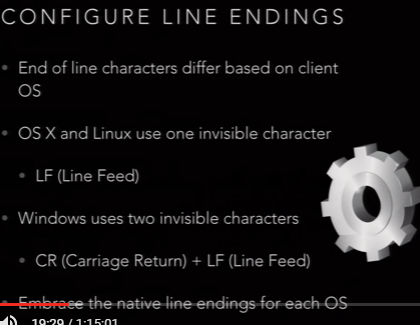 CONFIGURE LINE ENDINGS
End of line characters differ based on client
OS
OS X and Linux use one invisible character
LF (Line Feed)
Windows uses two invisible characters
CR (Carriage Return) + LF (Line Feed)
Embrace the native line endings for each OS
19:29 / 1:15:01